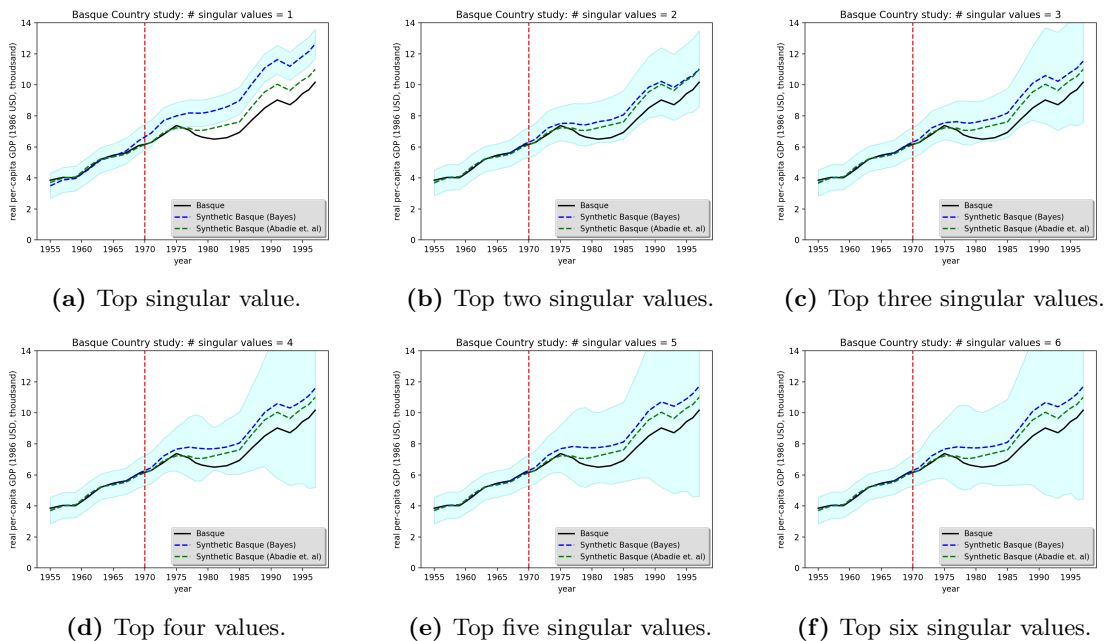 Basque Country study: # singular values = 1
real per-capita GDP (1986 USD, thoudsand)
14
12
10
8
6
4
2
0
Basque
Synthetic Basque (Bayes)
Synthetic Basque (Abadie et. al)
1955 1960 1965 1970 1975 1980 1985 1990 1995
year
(a) Top singular value.
Basque Country study: # singular values = 2
real per-capita GDP (1986 USD, thoudsand)
14
12
10
8
6
4
2
0
Basque
Synthetic Basque (Bayes)
Synthetic Basque (Abadie et. al)
1955 1960 1965 1970 1975 1980 1985 1990 1995
year
(b) Top two singular values.
Basque Country study: # singular values = 3
real per-capita GDP (1986 USD, thoudsand)
14
12
10
8
6
4
2
0
Basque
Synthetic Basque (Bayes)
Synthetic Basque (Abadie et. al)
1955 1960 1965 1970 1975 1980 1985 1990 1995
year
(c) Top three singular values.
Basque Country study: # singular values = 4
real per-capita GDP (1986 USD, thoudsand)
14
12
10
8
6
4
2
0
Basque
Synthetic Basque (Bayes)
Synthetic Basque (Abadie et. al)
1955 1960 1965 1970 1975 1980 1985 1990 1995
year
(d) Top four values.
Basque Country study: # singular values = 5
real per-capita GDP (1986 USD, thoudsand)
14
12
10
8
6
4
2
0
Basque
Synthetic Basque (Bayes)
Synthetic Basque (Abadie et. al)
1955 1960 1965 1970 1975 1980 1985 1990 1995
year
(e) Top five singular values.
Basque Country study: # singular values = 6
real per-capita GDP (1986 USD, thoudsand)
14
12
10
8
6
4
2
0
Basque
Synthetic Basque (Bayes)
Synthetic Basque (Abadie et. al)
1955 1960 1965 1970 1975 1980 1985 1990 1995
year
(f) Top six singular values.